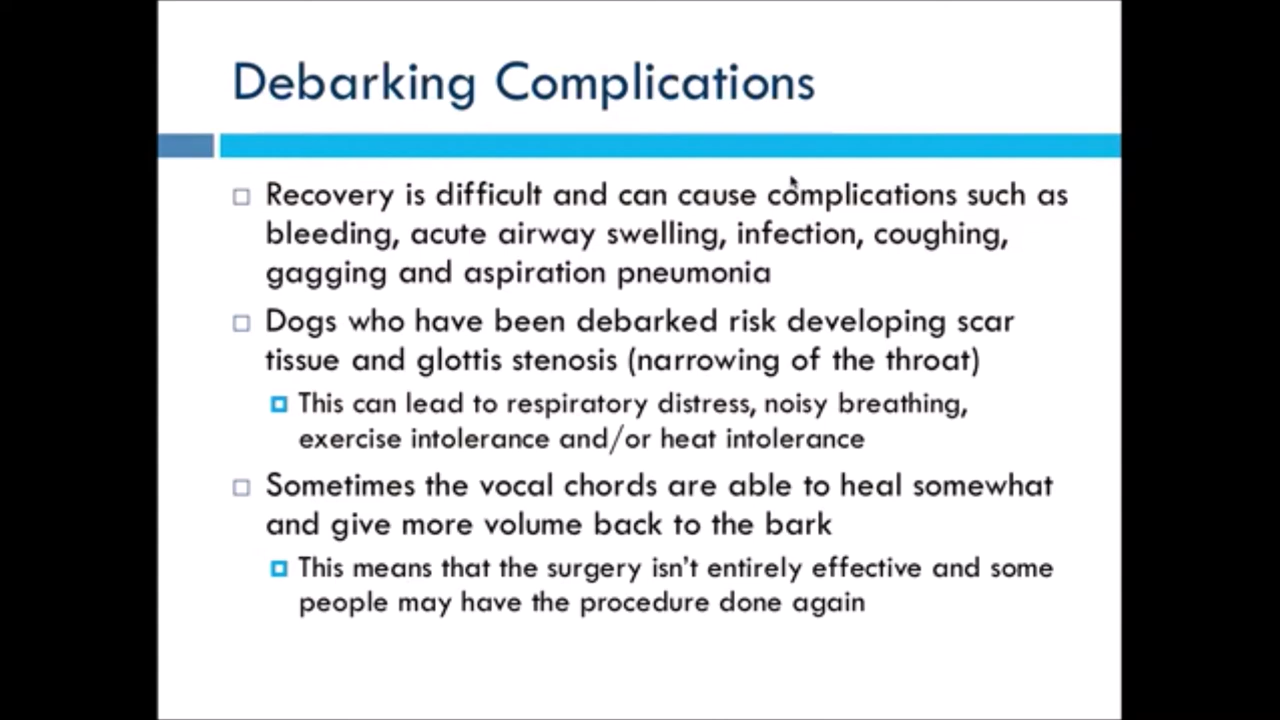 Debarking Complications
Recovery is difficult and can cause complications such as
bleeding, acute airway swelling, infection, coughing,
gagging and aspiration pneumonia
Dogs who have been debarked risk developing scar
tissue and glottis stenosis (narrowing of the throat)
This can lead to respiratory distress, noisy breathing,
exercise intolerance and/or heat intolerance
Sometimes the vocal chords are able to heal somewhat
and give more volume back to the bark
This means that the surgery isn't entirely effective and some
people may have the procedure done again